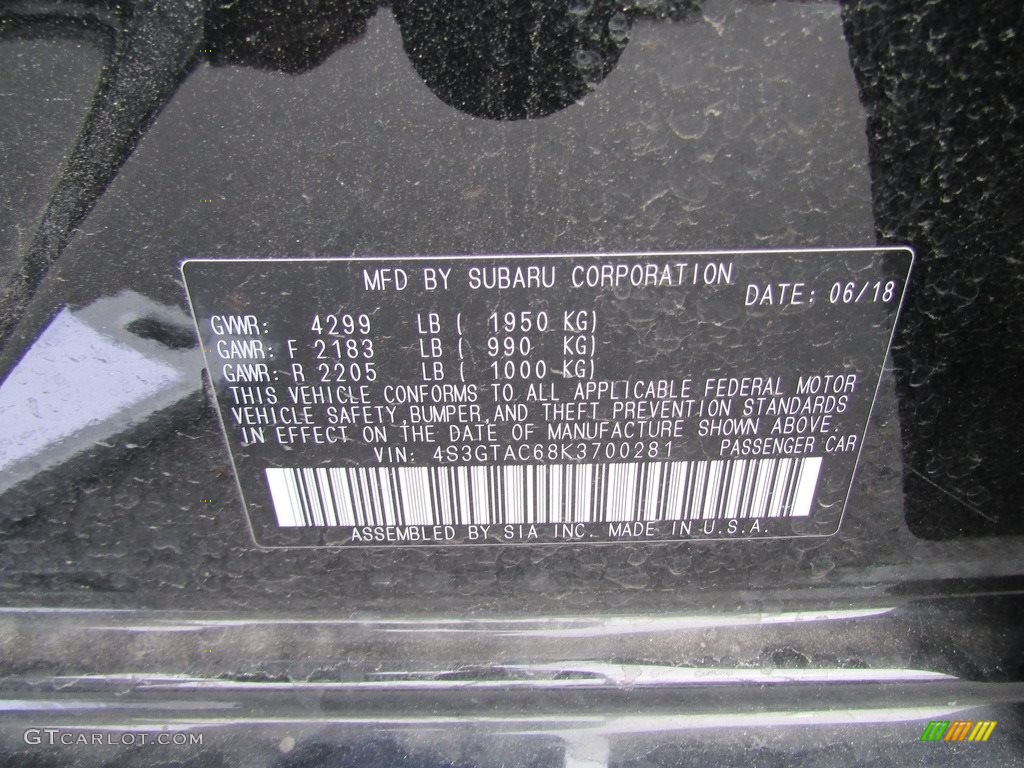 MFD BY SUBARU CORPORATION
DATE: 06/18
GVWR: 4299 LB ( 1950 KG)
GAWR: F 2183 LB ( 990 KG)
GAWR: R 2205 LB ( 1000 KG)
THIS VEHICLE CONFORMS TO ALL APPLICABLE FEDERAL MOTOR
VEHICLE SAFETY,BUMPER,AND THEFT PREVENTION STANDARDS
IN EFFECT ON THE DATE OF MANUFACTURE SHOWN ABOVE.
VIN: 4S3GTAC68K3700281 PASSENGER CAR
ASSEMBLED BY SIA INC. MADE IN U.S.A.
GTCARLOT.COM